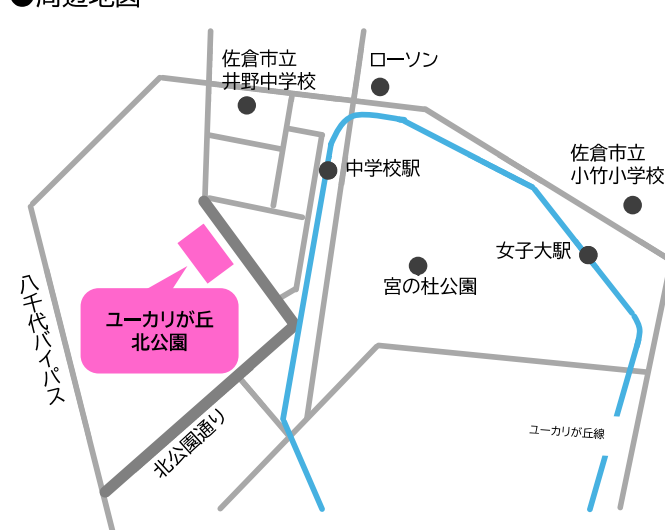 ●周辺地図
佐倉市立
井野中学校
ローソン
佐倉市立
小竹小学校
中学校駅
女子大駅
宮の杜公園
八千代バイパス
ユーカリが丘
北公園
北公園通り
ユーカリが丘線